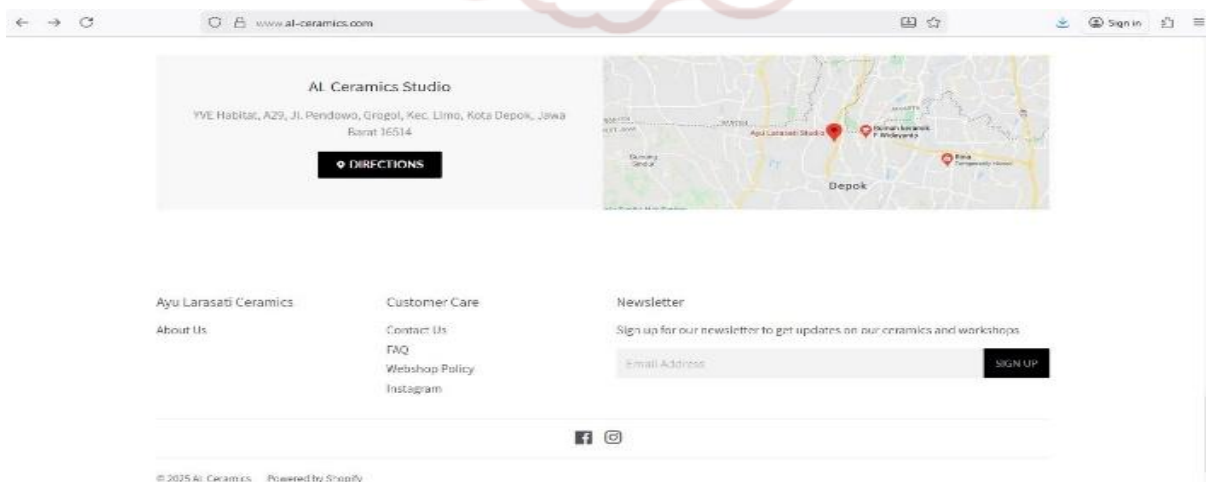 www.al-ceramics.com
Sign in
AL Ceramics Studio
YVE Habitat, A29, Jl. Pendowo, Grogol, Kec. Limo, Kota Depok, Jawa
Barat 16514
DIRECTIONS
Ayu Larasati Studio
Rumah keramik
F. Widayanto
Depok
Ayu Larasati Ceramics
About Us
Customer Care
Contact Us
FAQ
Webshop Policy
Instagram
Newsletter
Sign up for our newsletter to get updates on our ceramics and workshops
Email Address
SIGN UP
© 2025 AL Ceramics Powered by Shopify